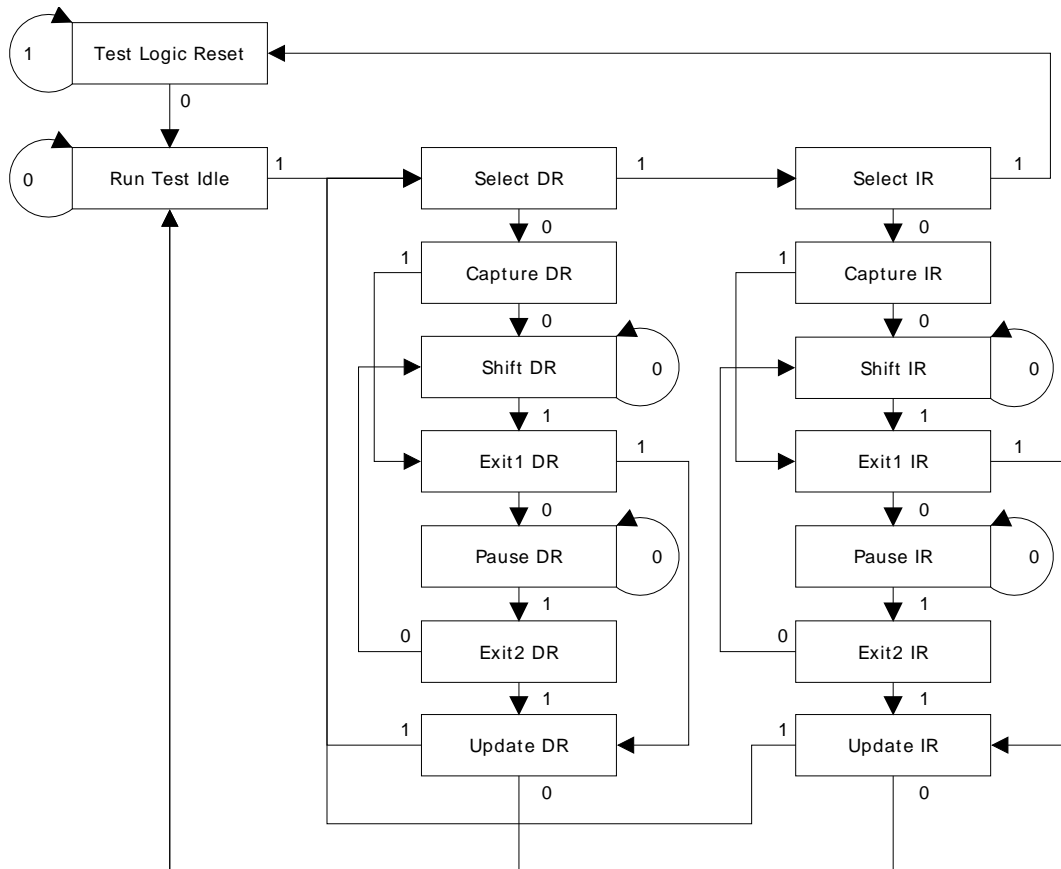 Test Logic Reset
1
0
Run Test Idle
0
1
Select DR
1
Select IR
1
0
0
1
Capture DR
1
Capture IR
0
0
Shift DR
0
Shift IR
0
1
1
Exit1 DR
1
Exit1 IR
1
0
0
Pause DR
0
Pause IR
0
1
1
0
Exit2 DR
0
Exit2 IR
1
1
1
Update DR
1
Update IR
0
0